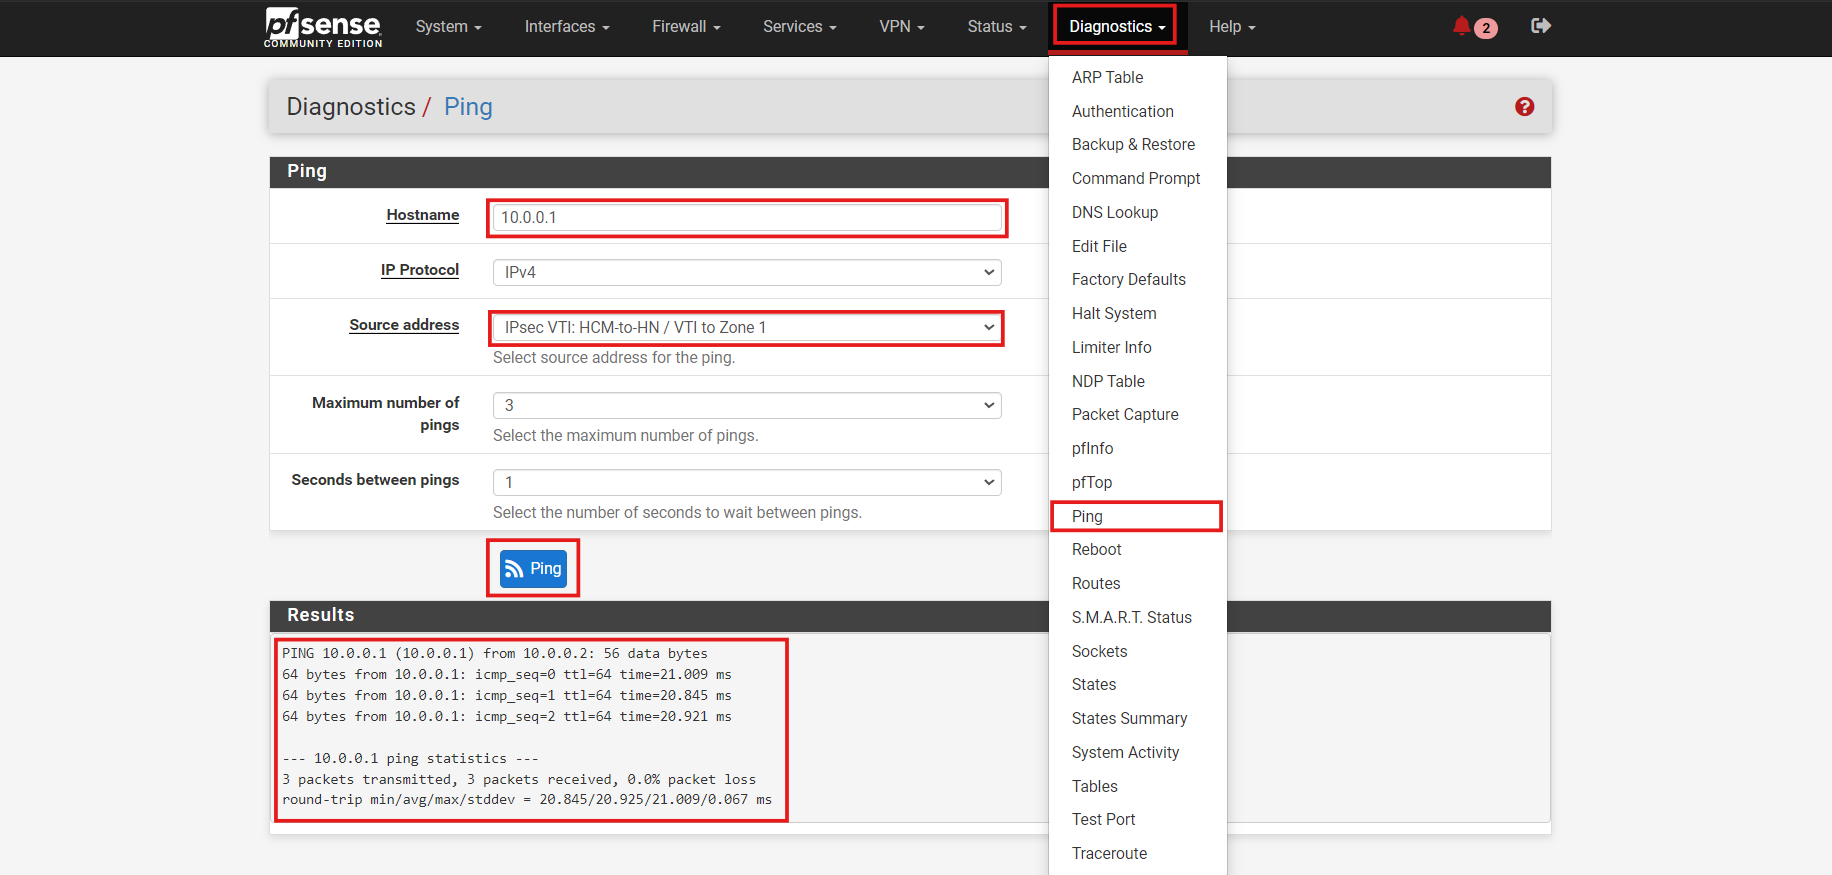 pfsense
COMMUNITY EDITION
System
Interfaces
Firewall
Services
VPN
Status
Diagnostics
Help
2
Diagnostics / Ping
Ping
Hostname
10.0.0.1
IP Protocol
IPv4
Source address
IPsec VTI: HCM-to-HN / VTI to Zone 1
Select source address for the ping.
Maximum number of
pings
3
Select the maximum number of pings.
Seconds between pings
1
Select the number of seconds to wait between pings.
Ping
Results
PING 10.0.0.1 (10.0.0.1) from 10.0.0.2: 56 data bytes
64 bytes from 10.0.0.1: icmp_seq=0 ttl=64 time=21.009 ms
64 bytes from 10.0.0.1: icmp_seq=1 ttl=64 time=20.845 ms
64 bytes from 10.0.0.1: icmp_seq=2 ttl=64 time=20.921 ms
--- 10.0.0.1 ping statistics ---
3 packets transmitted, 3 packets received, 0.0% packet loss
round-trip min/avg/max/stddev = 20.845/20.925/21.009/0.067 ms
ARP Table
Authentication
Backup & Restore
Command Prompt
DNS Lookup
Edit File
Factory Defaults
Halt System
Limiter Info
NDP Table
Packet Capture
pfInfo
pfTop
Ping
Reboot
Routes
S.M.A.R.T. Status
Sockets
States
States Summary
System Activity
Tables
Test Port
Traceroute